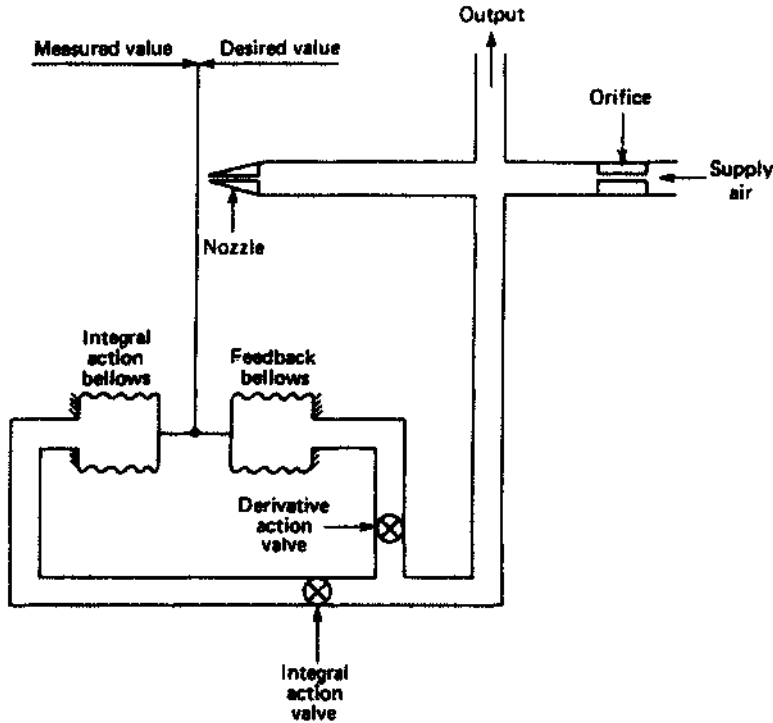 Output
Measured value
Desired value
Orifice
Supply
air
Nozzle
Integral
action
bellows
Feedback
bellows
Derivative
action
valve
Integral
action
valve